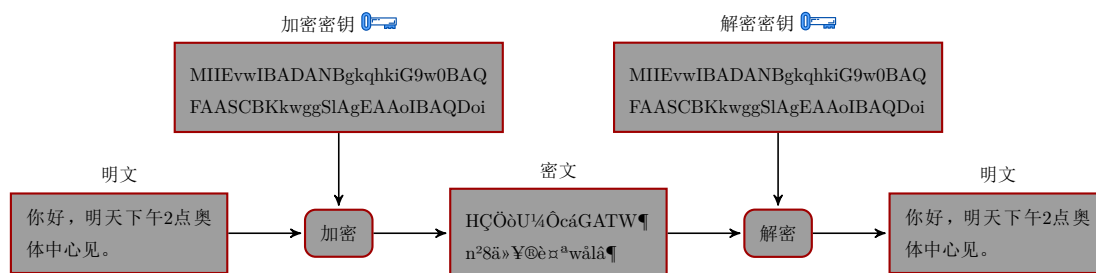 加密密钥
解密密钥
MIIEvwIBADANBgkqhkiG9w0BAQ
FAASCBKkwggSlAgEAAoIBAQDoi
MIIEvwIBADANBgkqhkiG9w0BAQ
FAASCBKkwggSlAgEAAoIBAQDoi
明文
密文
明文
你好，明天下午2点奥
体中心见。
加密
HÇÖòU¼ÔcáGATW¶
n²8ä»¥®è¤ªwålâ¶
解密
你好，明天下午2点奥
体中心见。